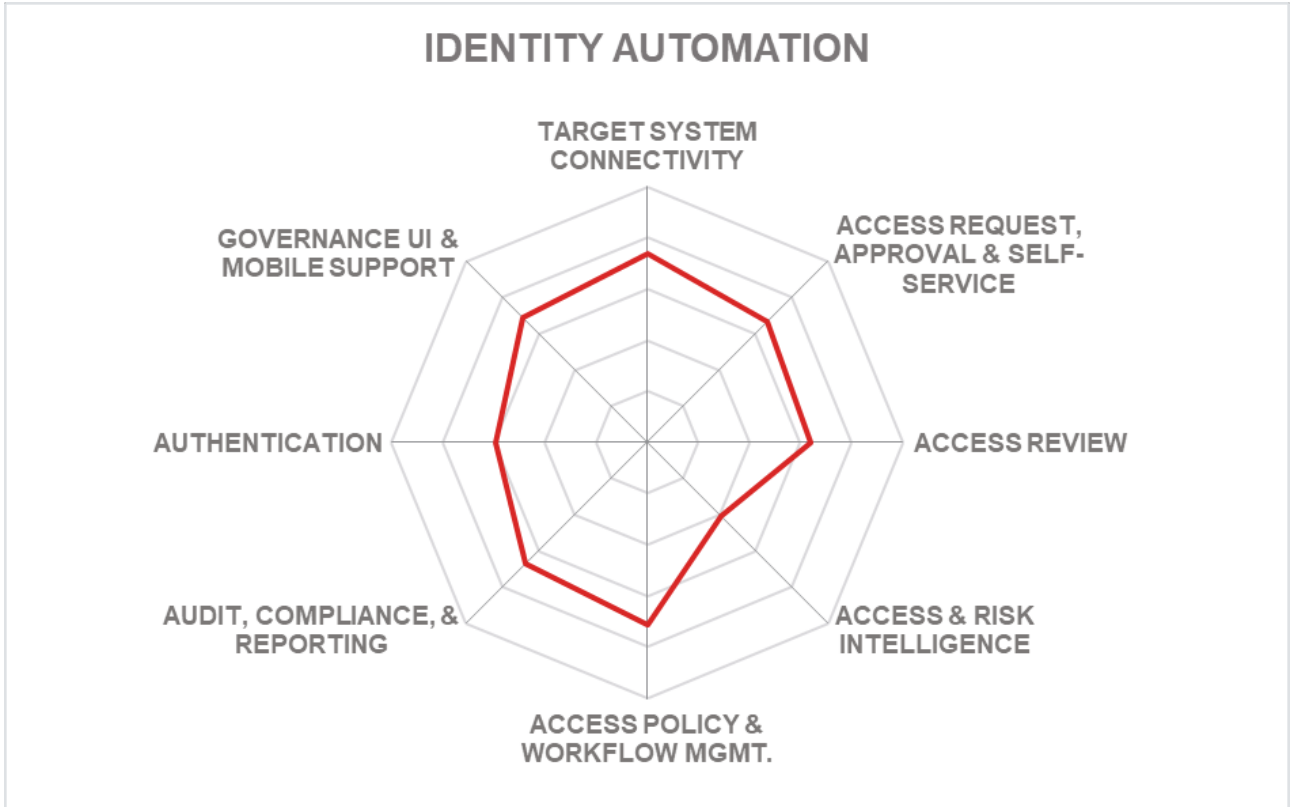 IDENTITY AUTOMATION
TARGET SYSTEM
CONNECTIVITY
ACCESS REQUEST,
APPROVAL & SELF-
SERVICE
GOVERNANCE UI &
MOBILE SUPPORT
AUTHENTICATION
ACCESS REVIEW
AUDIT, COMPLIANCE, &
REPORTING
ACCESS & RISK
INTELLIGENCE
ACCESS POLICY &
WORKFLOW MGMT.